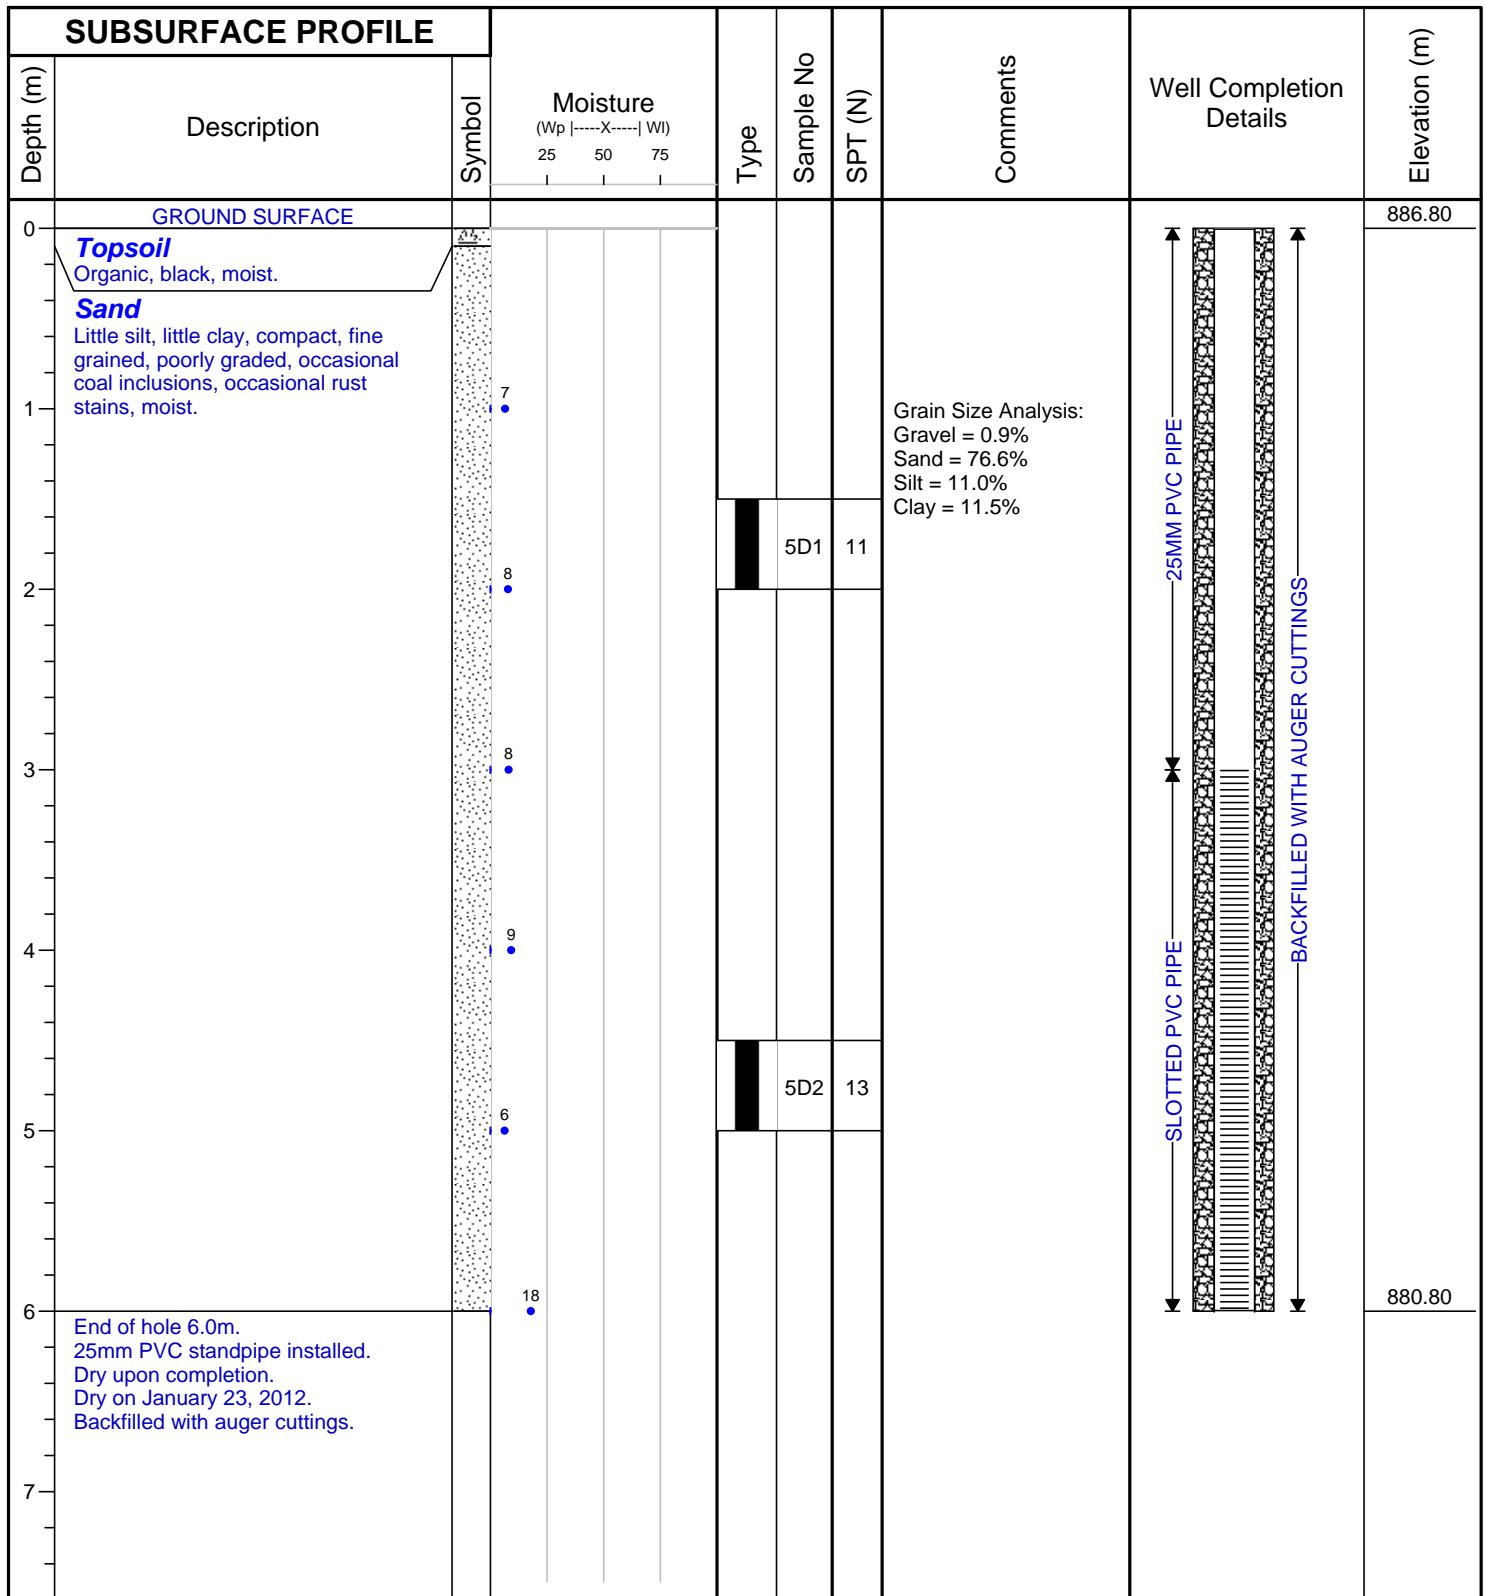 SUBSURFACE PROFILE
Depth (m)
Description
Symbol
Moisture
(Wp |-----X-----| Wl)
25 50 75
Type
Sample No
SPT (N)
Comments
Well Completion
Details
Elevation (m)
GROUND SURFACE
886.80
0
Topsoil
Organic, black, moist.
Sand
Little silt, little clay, compact, fine
grained, poorly graded, occasional
coal inclusions, occasional rust
stains, moist.
1
7
Grain Size Analysis:
Gravel = 0.9%
Sand = 76.6%
Silt = 11.0%
Clay = 11.5%
5D1 11
25MM PVC PIPE
2
8
BACKFILLED WITH AUGER CUTTINGS
3
8
4
9
SLOTTED PVC PIPE
5D2 13
5
6
6
18
880.80
End of hole 6.0m.
25mm PVC standpipe installed.
Dry upon completion.
Dry on January 23, 2012.
Backfilled with auger cuttings.
7